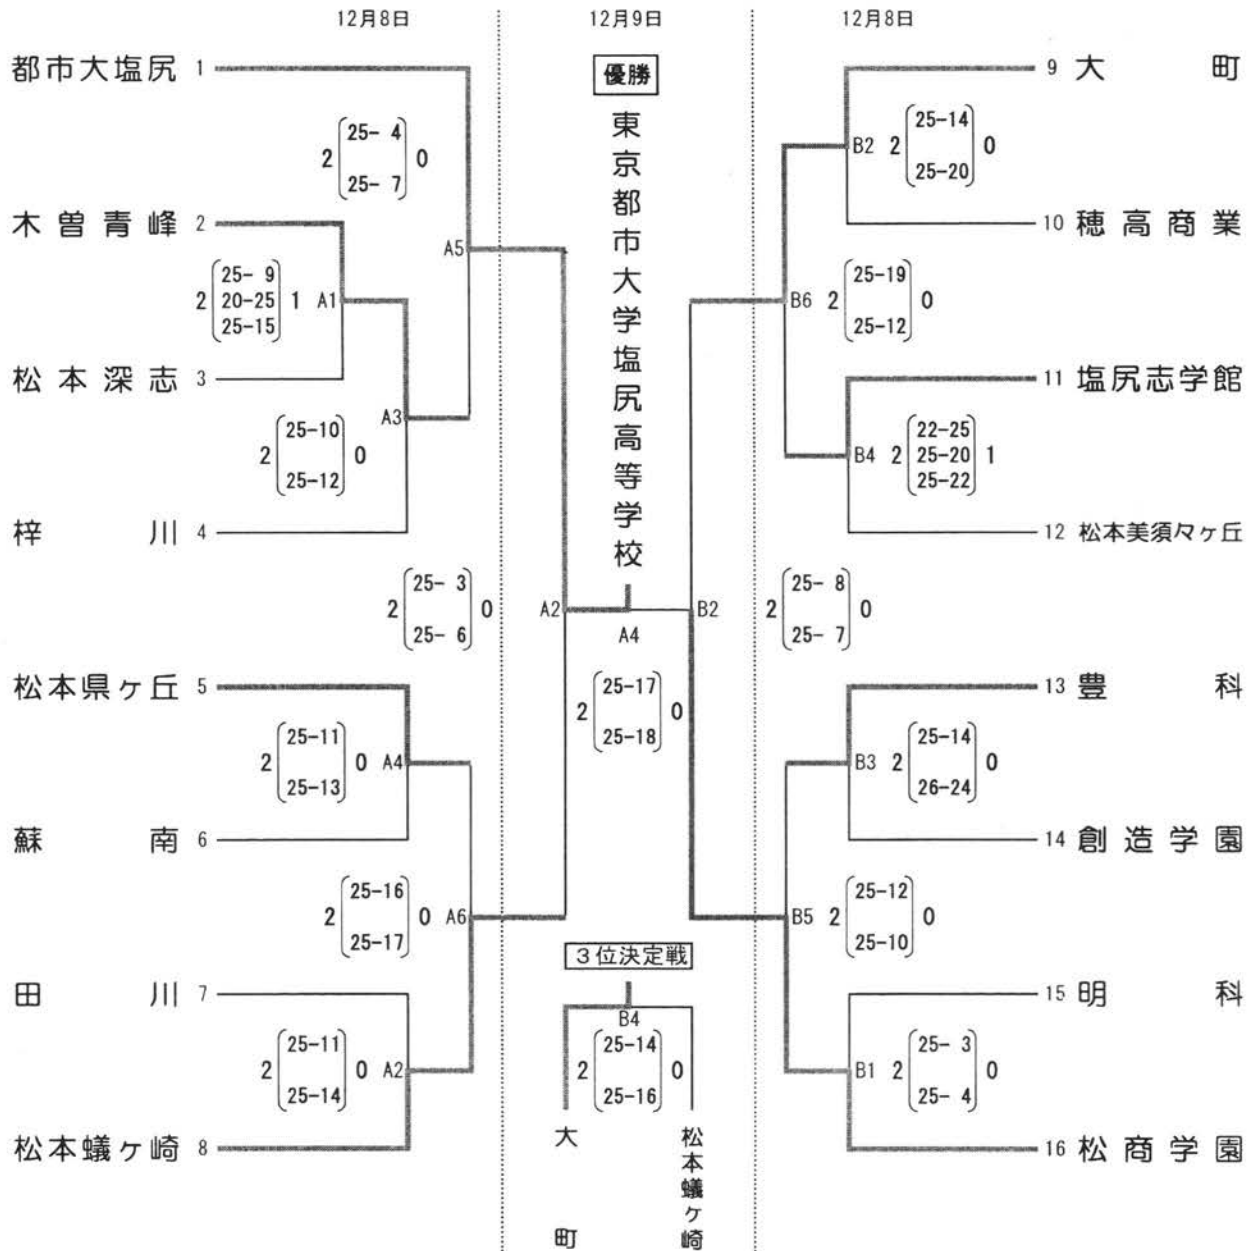 12月8日 12月9日 12月8日
優勝
東京都市大学塩尻高等学校
都市大塩尻 1
25- 4
2 0
25- 7
木曽青峰 2
A5
25- 9
2 20-25 1 A1
25-15
松本深志 3
A3
25-10
2 0
25-12
梓川 4
25- 3
2 0 A2
25- 6
松本県ヶ丘 5
25-11
2 0 A4
25-13
蘇南 6
25-16
2 0 A6
25-17
田川 7
25-11
2 0 A2
25-14
松本蟻ヶ崎 8
A4
25-17
2 0
25-18
3位決定戦
B4
25-14
2 0
25-16
大町
松本蟻ヶ崎
9 大町
25-14
B2 2 0
25-20
10 穂高商業
25-19
B6 2 0
25-12
11 塩尻志学館
22-25
B4 2 25-20 1
25-22
12 松本美須々ヶ丘
25- 8
B2 2 0
25- 7
13 豊科
25-14
B3 2 0
26-24
14 創造学園
25-12
B5 2 0
25-10
15 明科
25- 3
B1 2 0
25- 4
16 松商学園